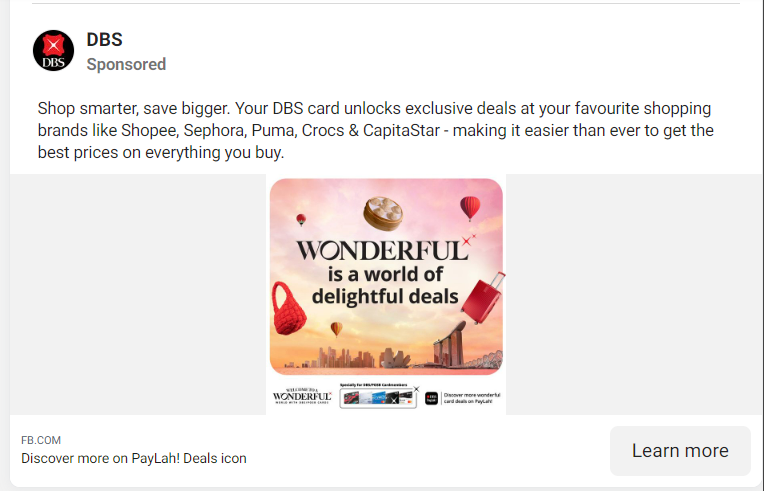 DBS
DBS
Sponsored
Shop smarter, save bigger. Your DBS card unlocks exclusive deals at your favourite shopping
brands like Shopee, Sephora, Puma, Crocs & CapitaStar - making it easier than ever to get the
best prices on everything you buy.
WONDERFUL
is a world of
delightful deals
WELCOME TO A
WONDERFUL
WORLD WITH DBS/POSB CARDS
Specially for DBS/POSB Cardmembers
Discover more wonderful
card deals on PayLah!
FB.COM
Discover more on PayLah! Deals icon
Learn more